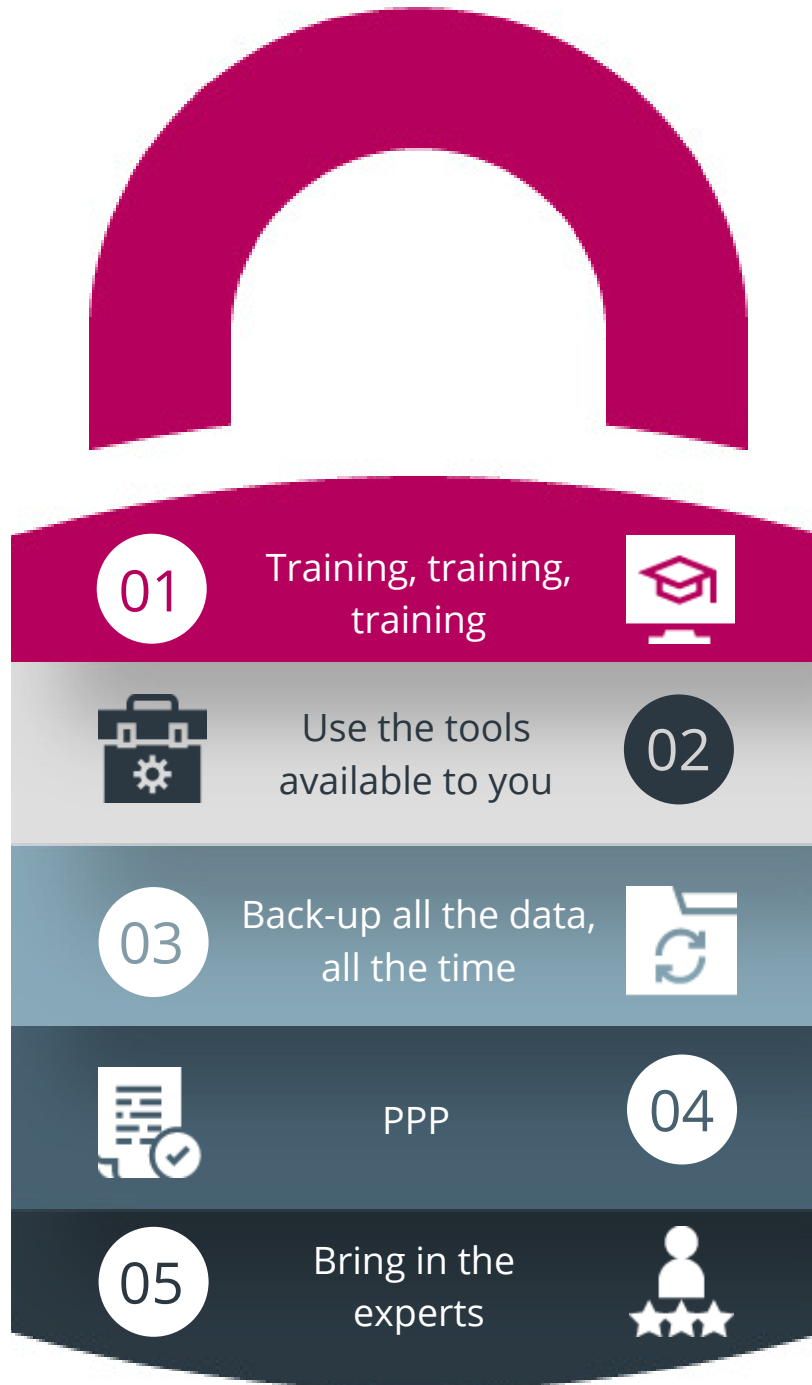 01
Training, training,
training
Use the tools
available to you
02
03
Back-up all the data,
all the time
PPP
04
05
Bring in the
experts